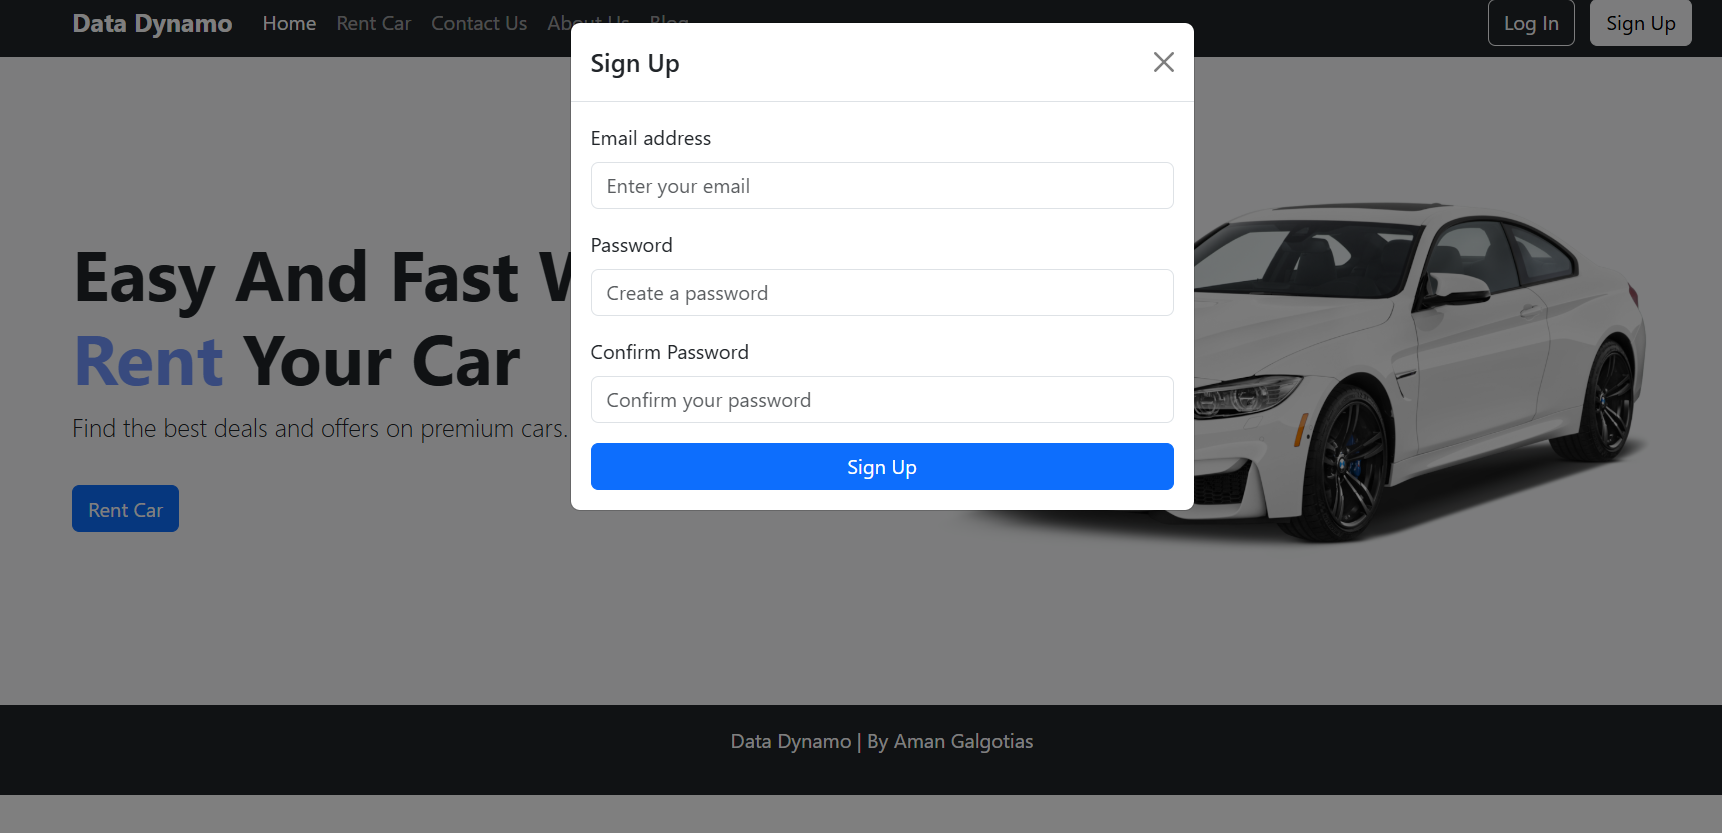 Data Dynamo Home Rent Car Contact Us About Us Blog Log In Sign Up
Sign Up
Email address
Enter your email
Password
Create a password
Confirm Password
Confirm your password
Sign Up
Easy And Fast
Rent Your Car
Find the best deals and offers on premium cars.
Rent Car
Data Dynamo | By Aman Galgotias